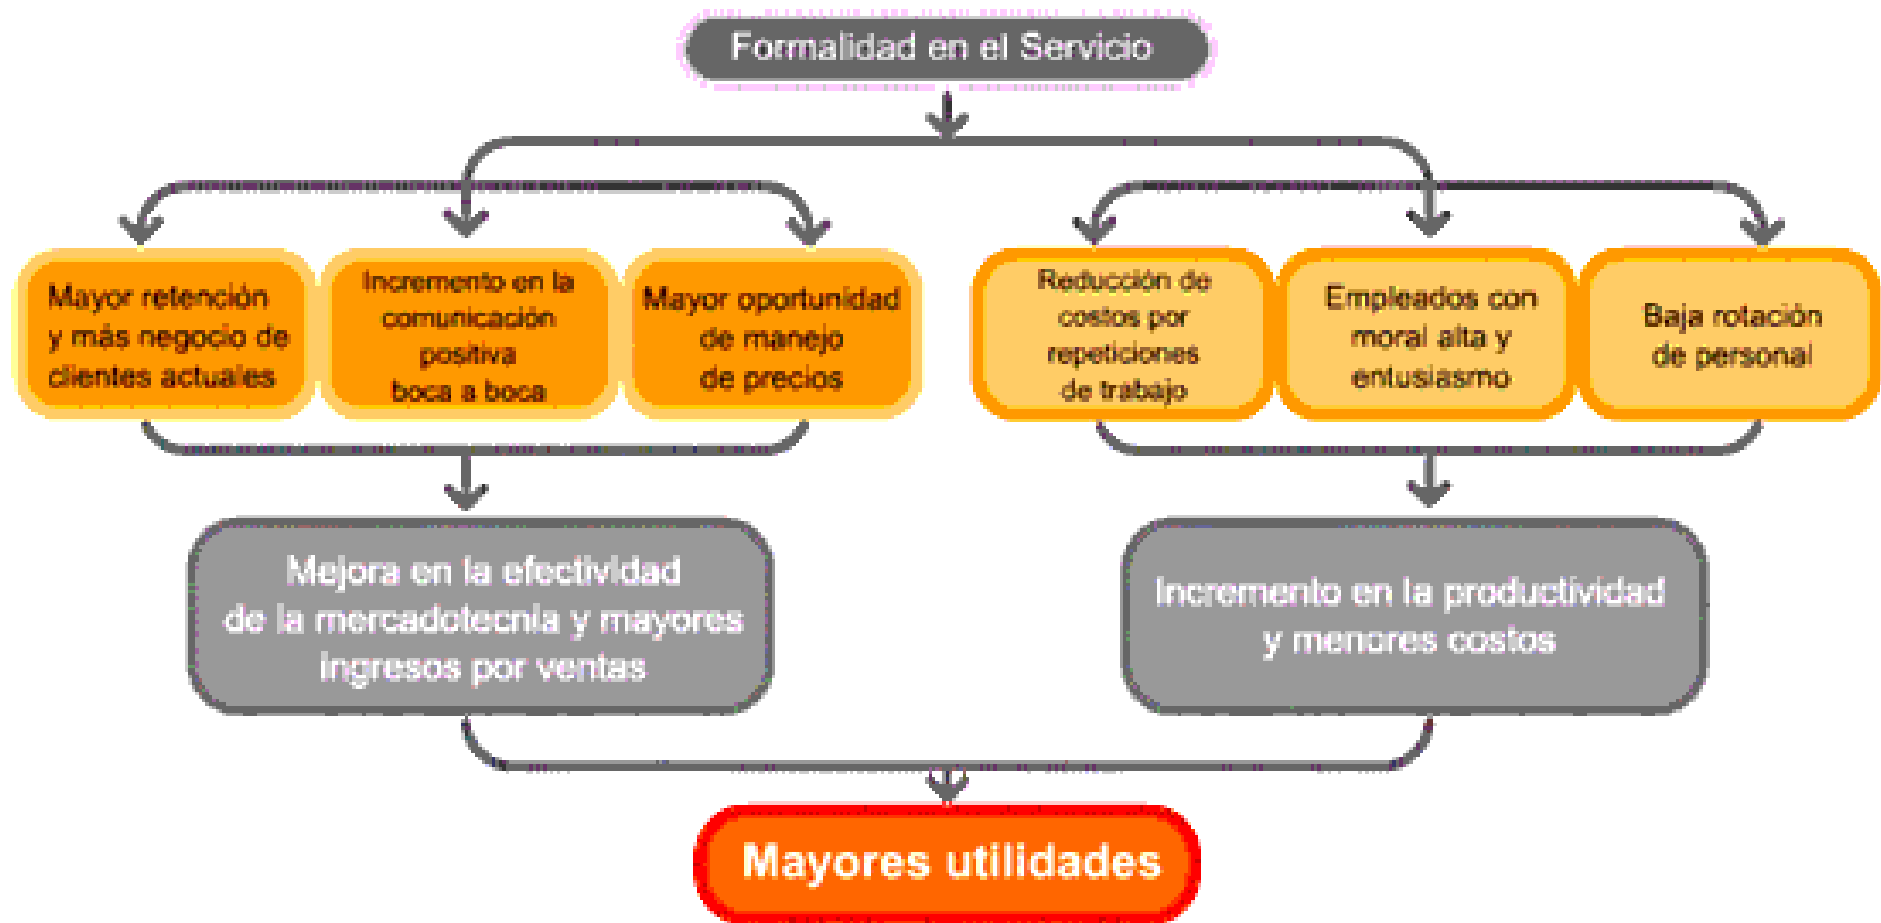 Formalidad en el Servicio
Mayor retención
y más negocio de
clientes actuales
Incremento en la
comunicación
positiva
boca a boca
Mayor oportunidad
de manejo
de precios
Reducción de
costos por
repeticiones
de trabajo
Empleados con
moral alta y
entusiasmo
Baja rotación
de personal
Mejora en la efectividad
de la mercadotecnia y mayores
ingresos por ventas
Incremento en la productividad
y menores costos
Mayores utilidades